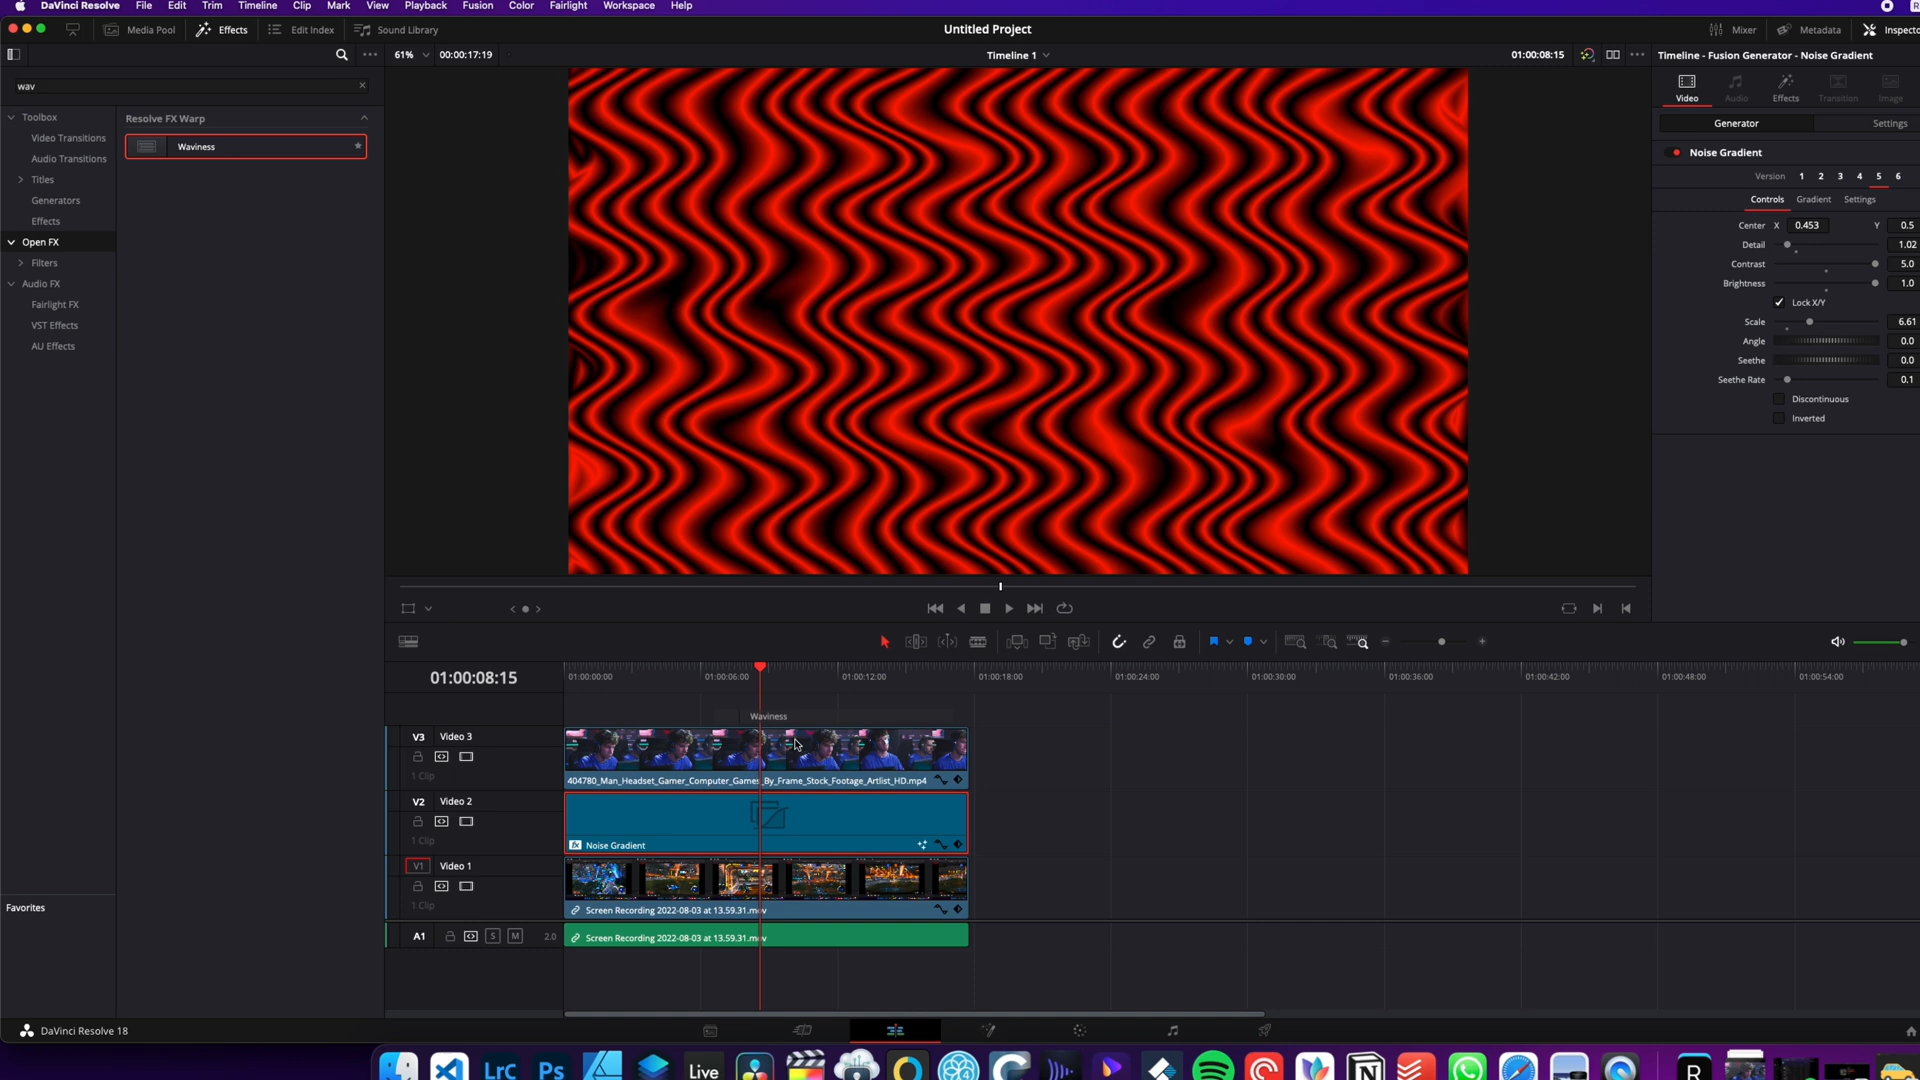 DaVinci Resolve File Edit Trim Timeline Clip Mark View Playback Fusion Color Fairlight Workspace Help
Media Pool Effects Edit Index Sound Library Untitled Project Mixer Metadata Inspecto
61% 00:00:17:19 Timeline 1 01:00:08:15 Timeline - Fusion Generator - Noise Gradient
wav
Video Audio Effects Transition Image
Toolbox
Video Transitions
Audio Transitions
Titles
Generators
Effects
Open FX
Filters
Audio FX
Fairlight FX
VST Effects
AU Effects
Favorites
Resolve FX Warp
Waviness
Generator Settings
Noise Gradient
Version 1 2 3 4 5 6
Controls Gradient Settings
Center X 0.453 Y 0.5
Detail 1.02
Contrast 5.0
Brightness 1.0
Lock X/Y
Scale 6.61
Angle 0.0
Seethe 0.0
Seethe Rate 0.1
Discontinuous
Inverted
01:00:08:15 01:00:00:00 01:00:06:00 01:00:12:00 01:00:18:00 01:00:24:00 01:00:30:00 01:00:36:00 01:00:42:00 01:00:48:00 01:00:54:00
Waviness
V3 Video 3
1 Clip
404780_Man_Headset_Gamer_Computer_Games_By_Frame_Stock_Footage_Artlist_HD.mp4
V2 Video 2
1 Clip
fx Noise Gradient
V1 Video 1
1 Clip
Screen Recording 2022-08-03 at 13.59.31.mov
A1 S M 2.0 Screen Recording 2022-08-03 at 13.59.31.mov
DaVinci Resolve 18
LrC Ps Live N R